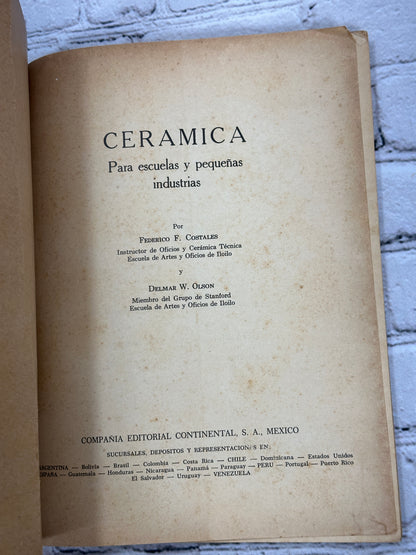 CERAMICA
Para escuelas y pequeñas
industrias
Por
Federico F. Costales
Instructor de Oficios y Cerámica Técnica
Escuela de Artes y Oficios de Iloilo
y
Delmar W. Olson
Miembro del Grupo de Stanford
Escuela de Artes y Oficios de Iloilo
COMPAÑIA EDITORIAL CONTINENTAL, S. A., MEXICO
SUCURSALES, DEPOSITOS Y REPRESENTACIONES EN:
ARGENTINA — Bolivia — Brasil — Colombia — Costa Rica — CHILE — Dominicana — Estados Unidos
ESPAÑA — Guatemala — Honduras — Nicaragua — Panamá — Paraguay — PERU — Portugal — Puerto Rico
El Salvador — Uruguay — VENEZUELA